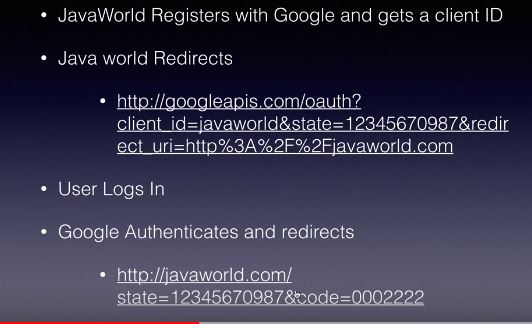 • JavaWorld Registers with Google and gets a client ID
• Java world Redirects
• http://googleapis.com/oauth?
client_id=javaworld&state=12345670987&redir
ect_uri=http%3A%2F%2Fjavaworld.com
• User Logs In
• Google Authenticates and redirects
• http://javaworld.com/
state=12345670987&code=0002222